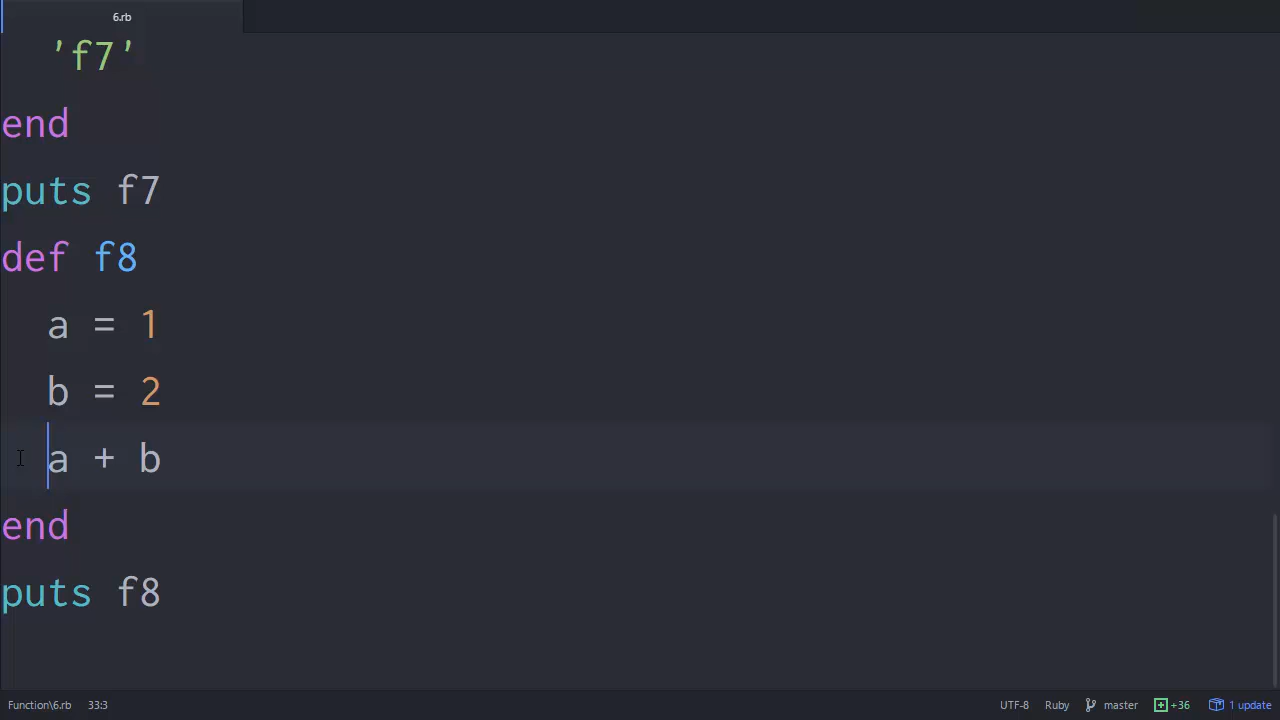 6.rb
'f7'
end
puts f7
def f8
a = 1
b = 2
a + b
end
puts f8
Function\6.rb 33:3 UTF-8 Ruby master +36 1 update